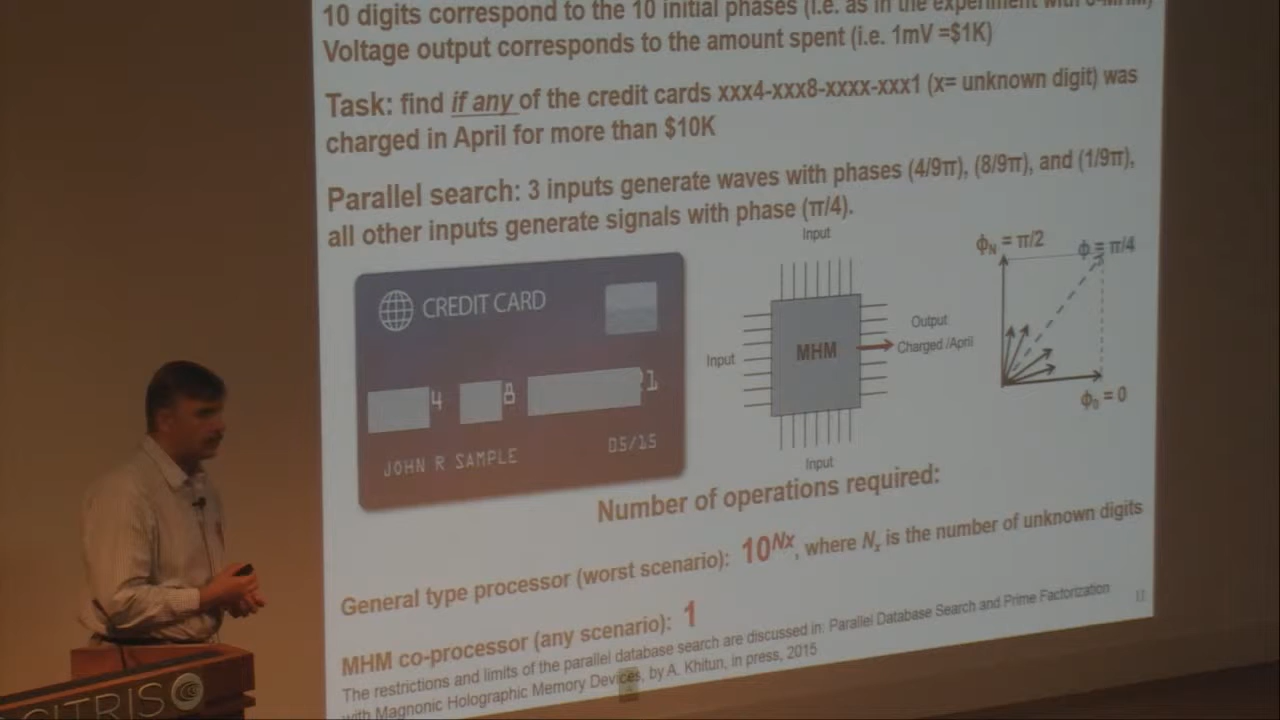 10 digits correspond to the 10 initial phases (i.e. as in the experiment with
Voltage output corresponds to the amount spent (i.e. 1mV =$1K)
Task: find if any of the credit cards xxx4-xxx8-xxxx-xxx1 (x= unknown digit) was
charged in April for more than $10K
Parallel search: 3 inputs generate waves with phases (4/9π), (8/9π), and (1/9π),
all other inputs generate signals with phase (π/4).
Input
ΦN = π/2
Φ = π/4
CREDIT CARD
Output
MHM
Charged /April
Input
4 8 1
Φ0 = 0
JOHN R SAMPLE
05/15
Input
Number of operations required:
General type processor (worst scenario): 10^Nx, where Nx is the number of unknown digits
MHM co-processor (any scenario): 1
The restrictions and limits of the parallel database search are discussed in: Parallel Database Search and Prime Factorization
with Magnonic Holographic Memory Devices, by A. Khitun, in press, 2015
CITRIS